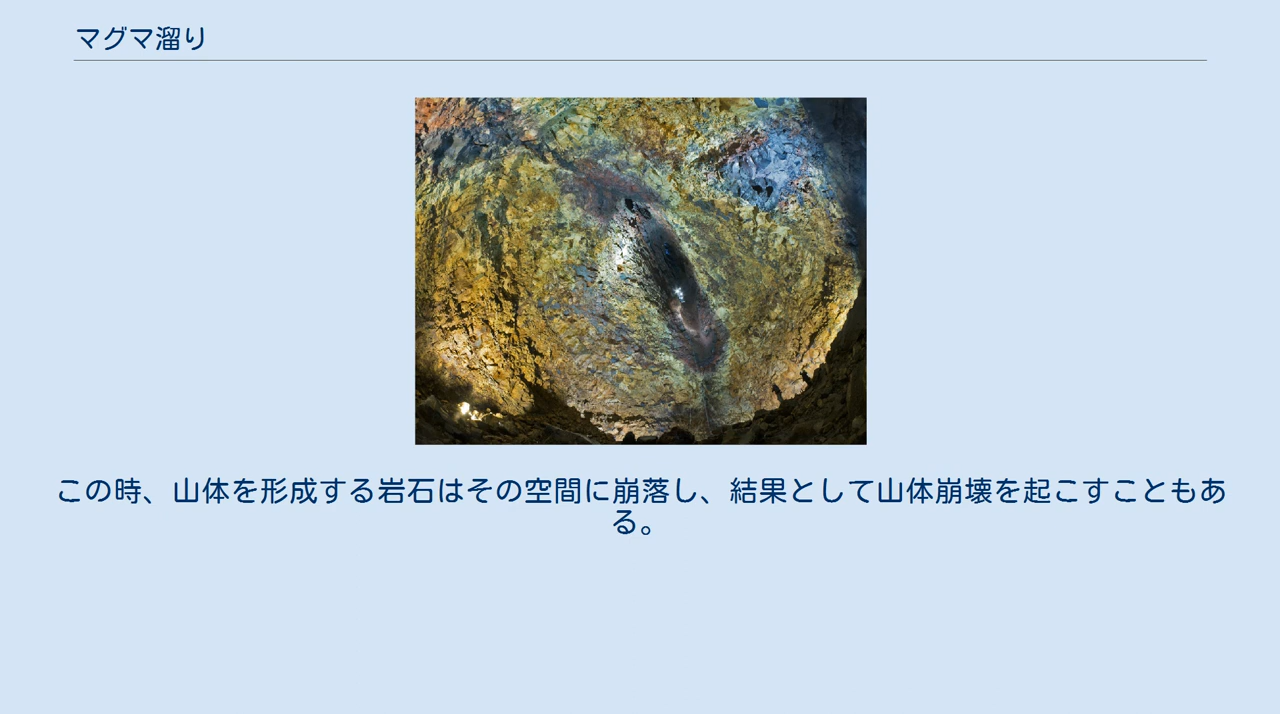 マグマ溜り
この時、山体を形成する岩石はその空間に崩落し、結果として山体崩壊を起こすこともあ
る。